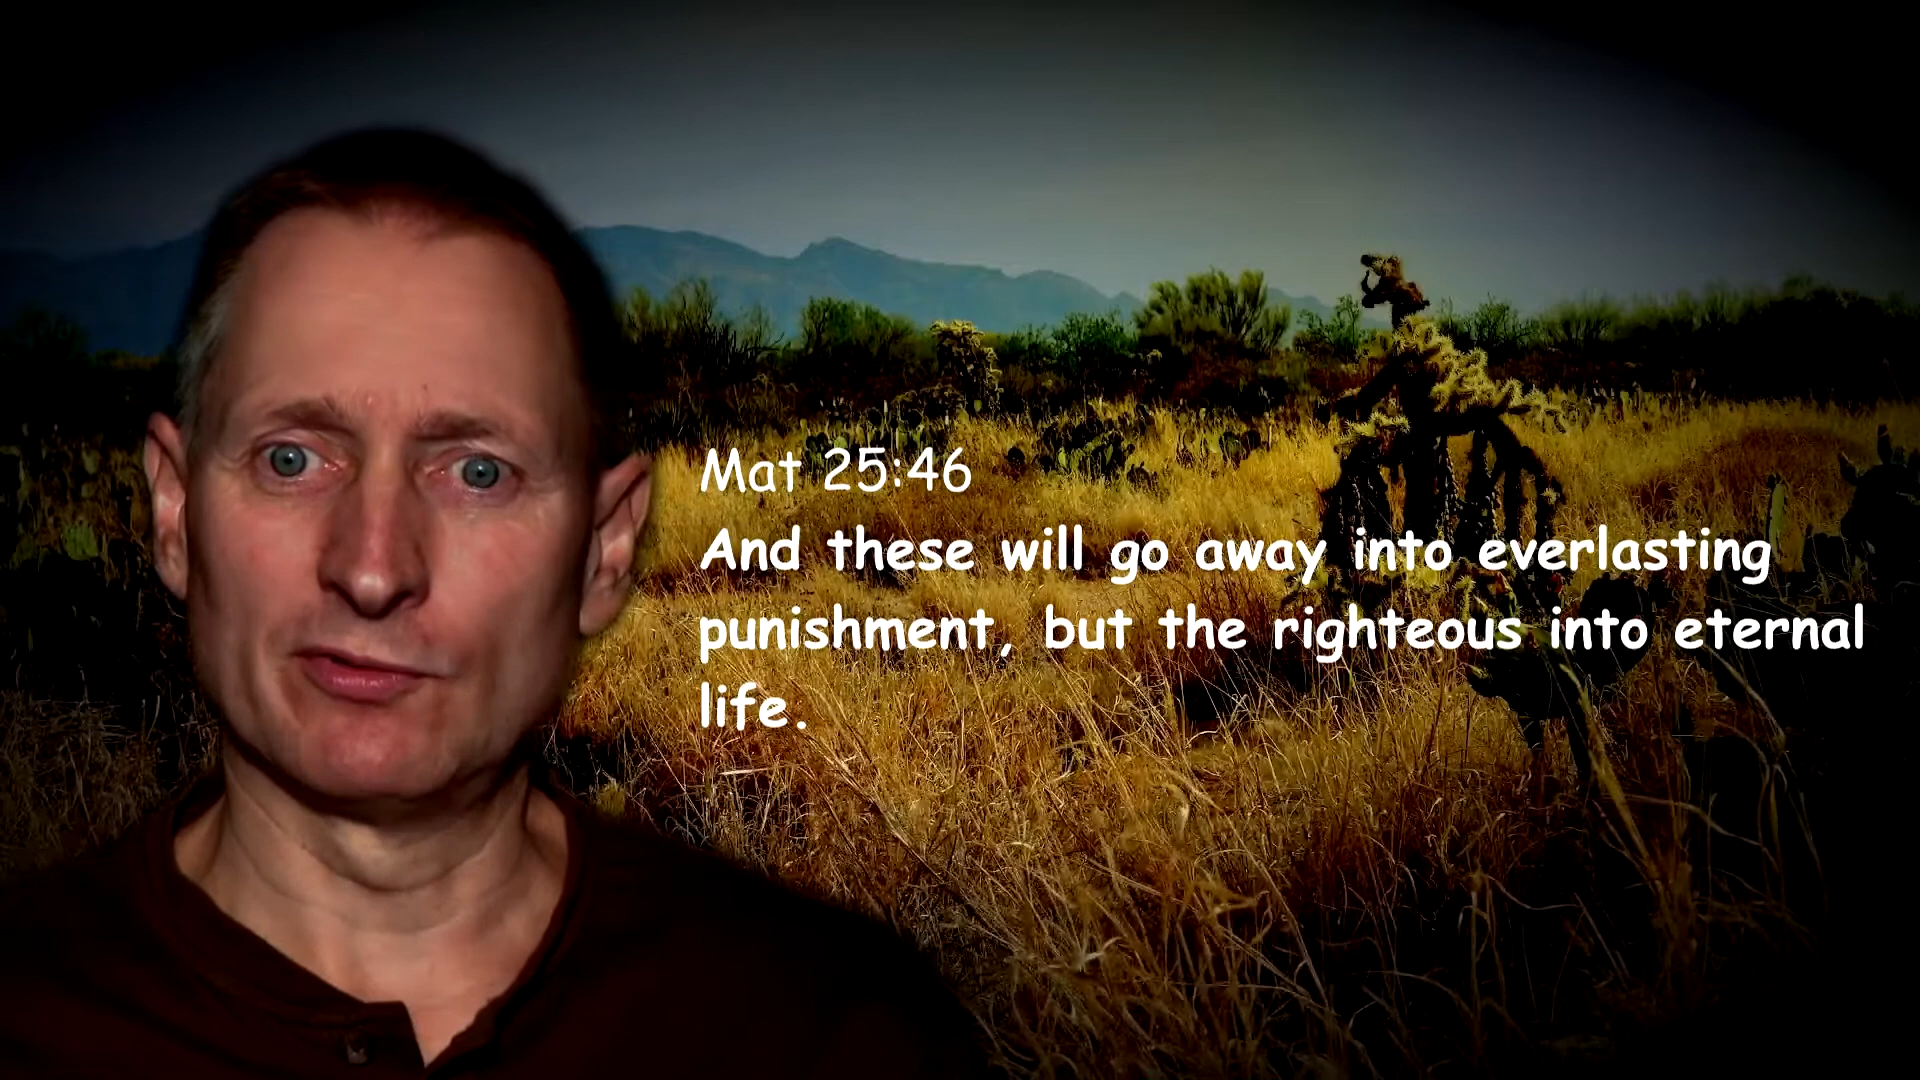 Mat 25:46
And these will go away into everlasting
punishment, but the righteous into eternal
life.